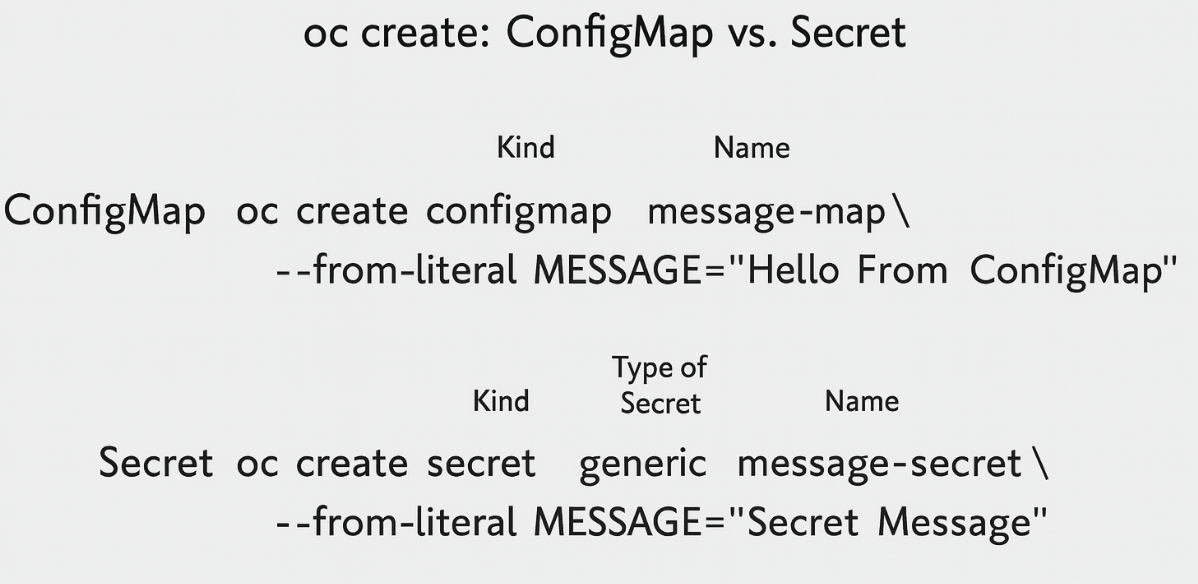 oc create: ConfigMap vs. Secret
Kind Name
ConfigMap oc create configmap message-map \
--from-literal MESSAGE="Hello From ConfigMap"
Type of
Kind Secret Name
Secret oc create secret generic message-secret \
--from-literal MESSAGE="Secret Message"